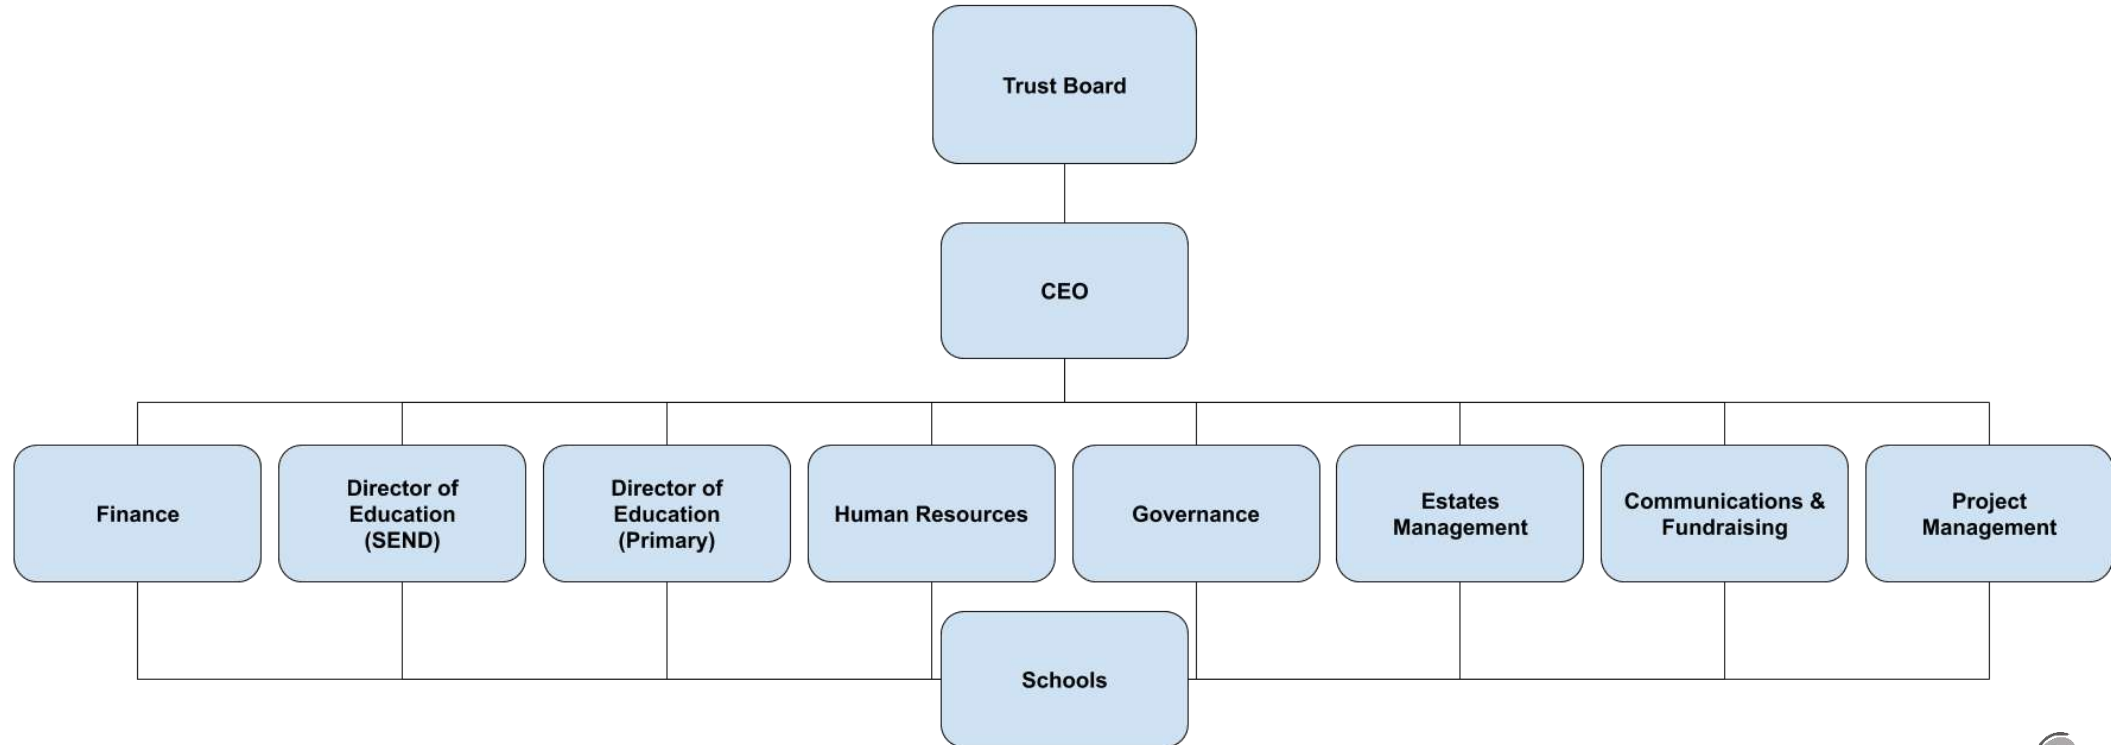 Trust Board
CEO
Finance
Director of
Education
(SEND)
Director of
Education
(Primary)
Human Resources
Governance
Estates
Management
Communications &
Fundraising
Project
Management
Schools